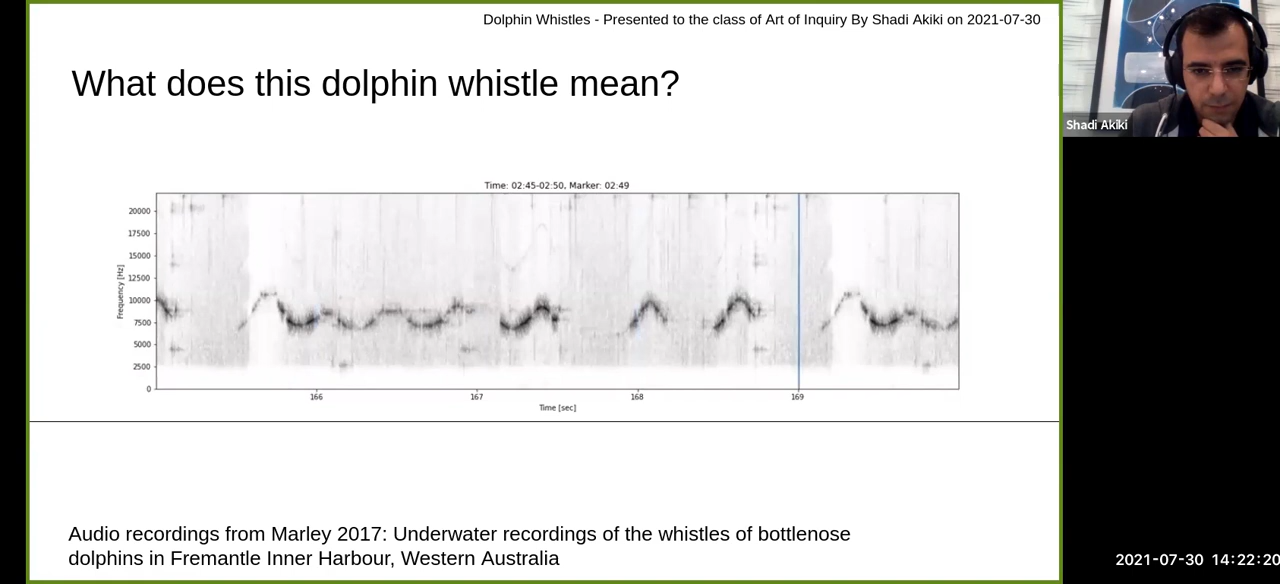 Dolphin Whistles - Presented to the class of Art of Inquiry By Shadi Akiki on 2021-07-30
What does this dolphin whistle mean?
Shadi Akiki
Time: 02:45-02:50, Marker: 02:49
Frequency [Hz]
20000
17500
15000
12500
10000
7500
5000
2500
0
166 167 168 169
Time [sec]
Audio recordings from Marley 2017: Underwater recordings of the whistles of bottlenose
dolphins in Fremantle Inner Harbour, Western Australia
2021-07-30 14:22:20